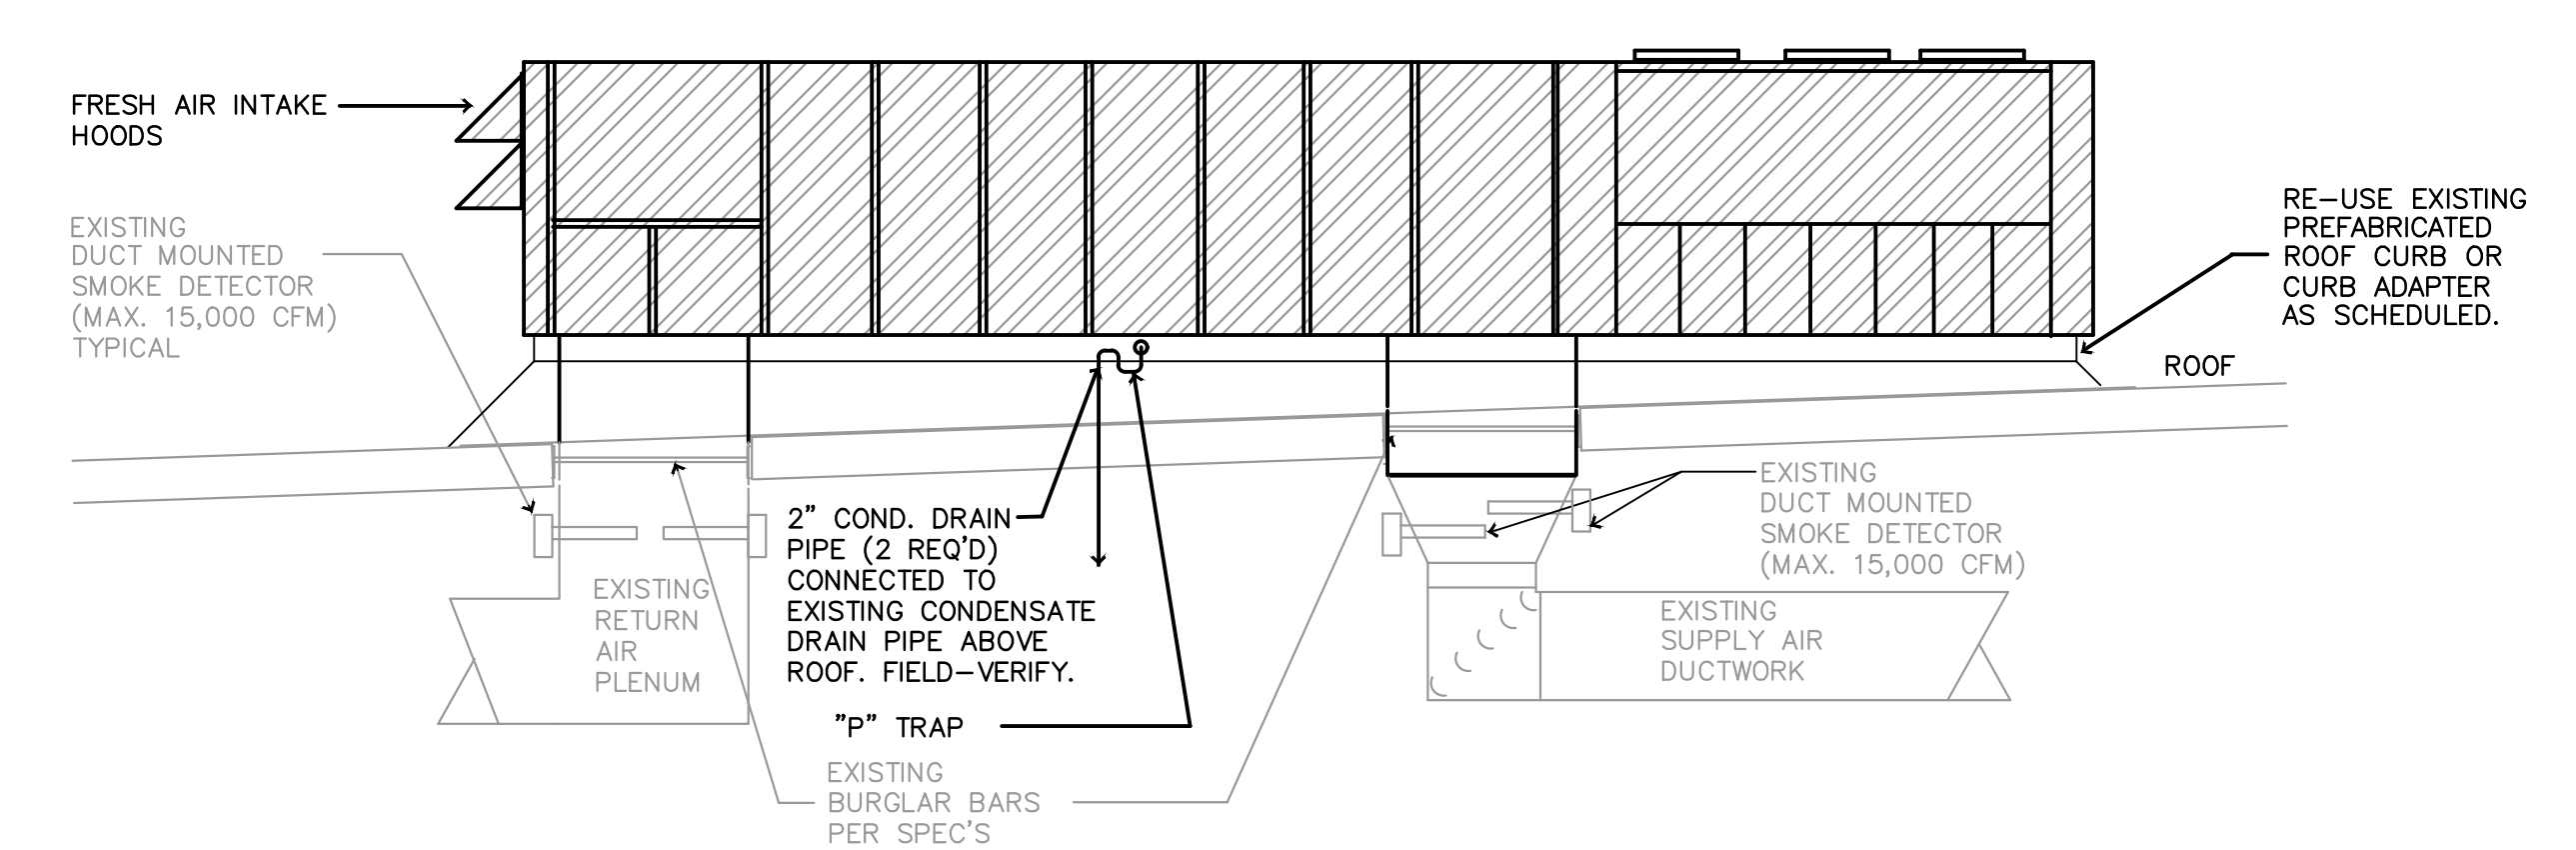 FRESH AIR INTAKE
HOODS
EXISTING
DUCT MOUNTED
SMOKE DETECTOR
(MAX. 15,000 CFM)
TYPICAL
RE-USE EXISTING
PREFABRICATED
ROOF CURB OR
CURB ADAPTER
AS SCHEDULED.
ROOF
2" COND. DRAIN
PIPE (2 REQ'D)
CONNECTED TO
EXISTING CONDENSATE
DRAIN PIPE ABOVE
ROOF. FIELD-VERIFY.
"P" TRAP
EXISTING
RETURN
AIR
PLENUM
EXISTING
BURGLAR BARS
PER SPEC'S
EXISTING
DUCT MOUNTED
SMOKE DETECTOR
(MAX. 15,000 CFM)
EXISTING
SUPPLY AIR
DUCTWORK